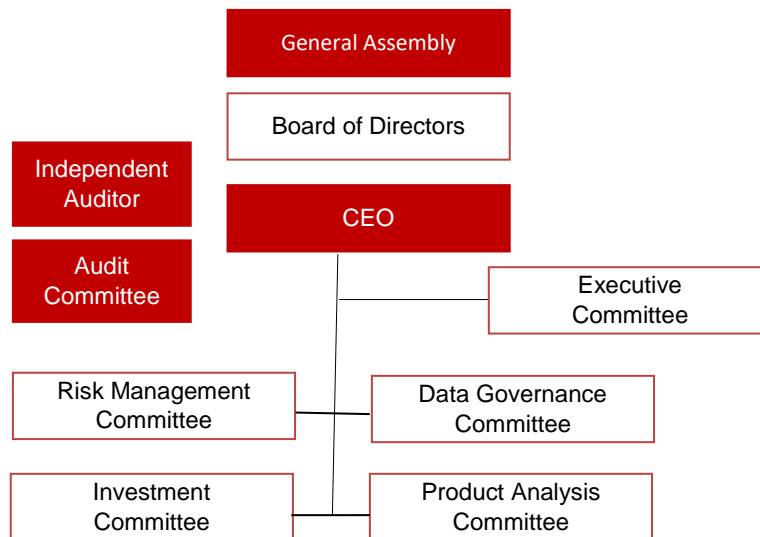 General Assembly
Board of Directors
Independent
Auditor
CEO
Audit
Committee
Executive
Committee
Risk Management
Committee
Data Governance
Committee
Investment
Committee
Product Analysis
Committee